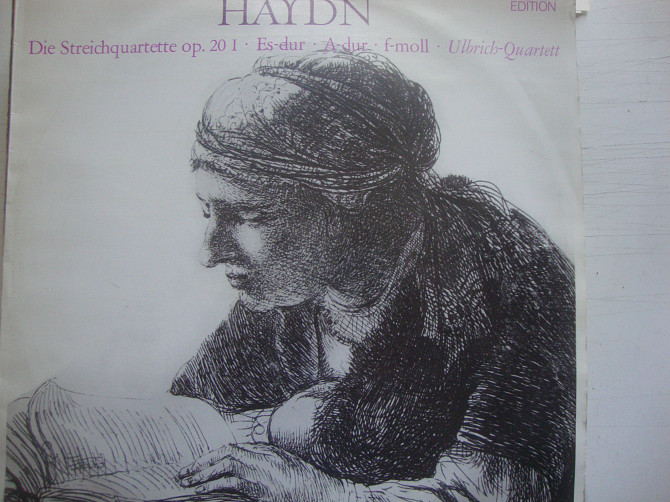 HAYDN
EDITION
Die Streichquartette op. 20 I · Es-dur · A-dur · f-moll · Ulbrich-Quartett